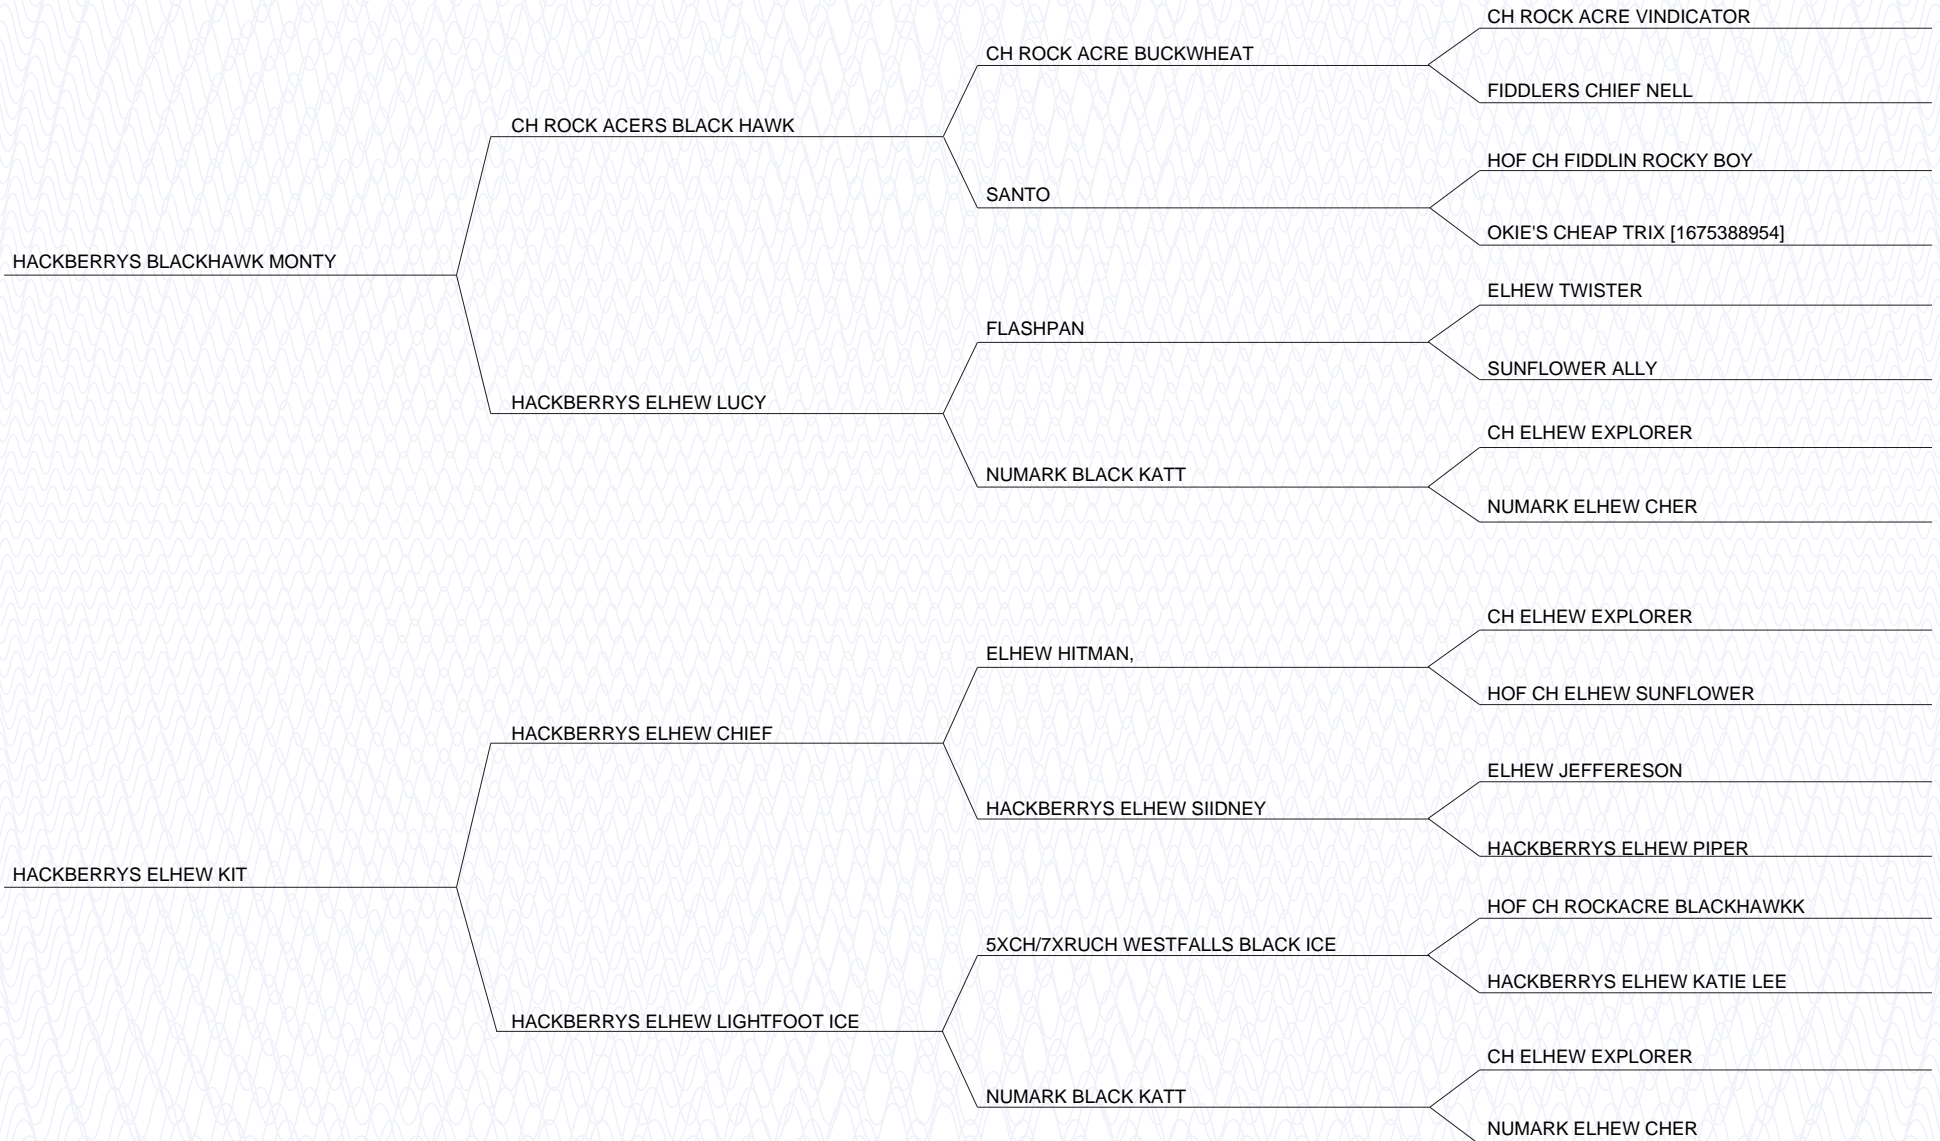 CH ROCK ACRE VINDICATOR
CH ROCK ACRE BUCKWHEAT
FIDDLERS CHIEF NELL
CH ROCK ACERS BLACK HAWK
HOF CH FIDDLIN ROCKY BOY
SANTO
OKIE'S CHEAP TRIX [1675388954]
HACKBERRYS BLACKHAWK MONTY
ELHEW TWISTER
FLASHPAN
SUNFLOWER ALLY
HACKBERRYS ELHEW LUCY
CH ELHEW EXPLORER
NUMARK BLACK KATT
NUMARK ELHEW CHER
CH ELHEW EXPLORER
ELHEW HITMAN,
HOF CH ELHEW SUNFLOWER
HACKBERRYS ELHEW CHIEF
ELHEW JEFFERESON
HACKBERRYS ELHEW SIIDNEY
HACKBERRYS ELHEW PIPER
HACKBERRYS ELHEW KIT
HOF CH ROCKACRE BLACKHAWKK
5XCH/7XRUCH WESTFALLS BLACK ICE
HACKBERRYS ELHEW KATIE LEE
HACKBERRYS ELHEW LIGHTFOOT ICE
CH ELHEW EXPLORER
NUMARK BLACK KATT
NUMARK ELHEW CHER